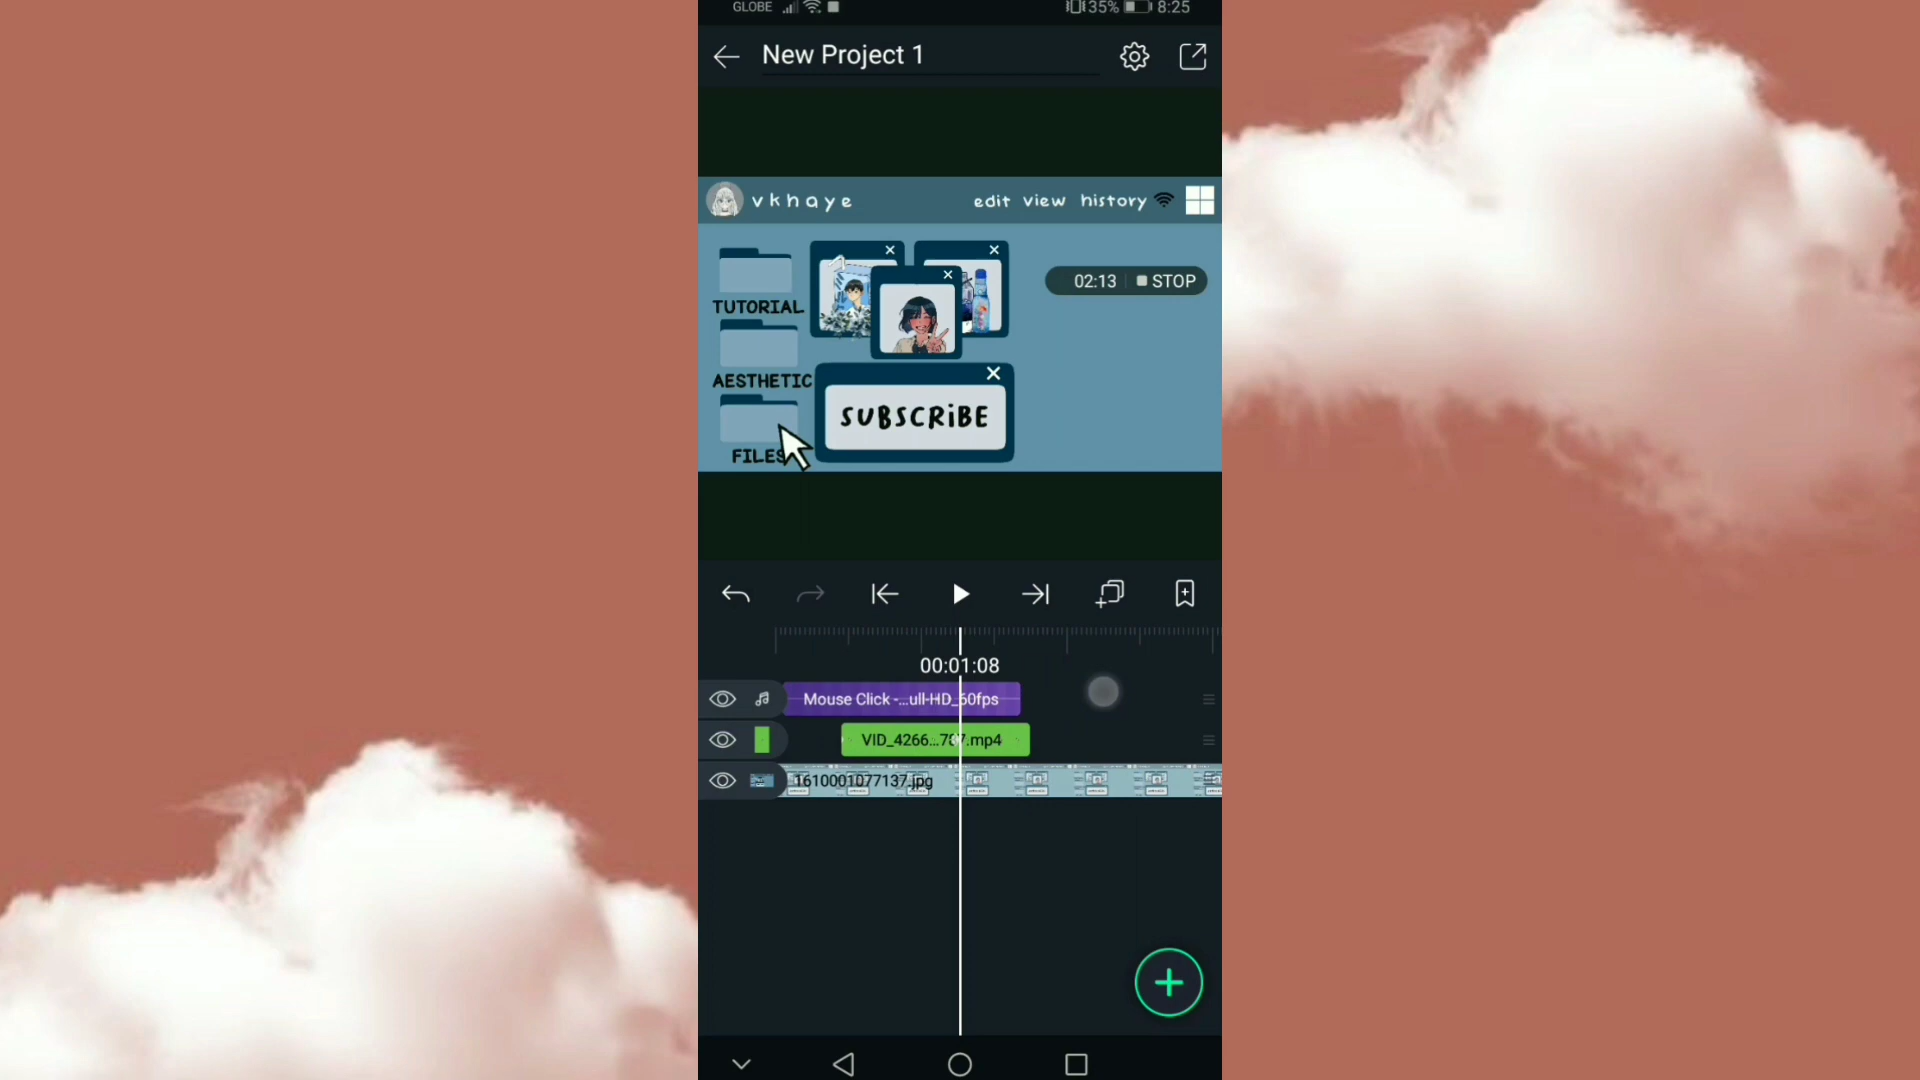 GLOBE 35% 8:25
New Project 1
vkhaye edit view history
02:13 STOP
TUTORIAL
AESTHETIC
SUBSCRiBE
FILES
00:01:08
Mouse Click -...ull-HD_60fps
VID_4266...787.mp4
1610001077137.jpg